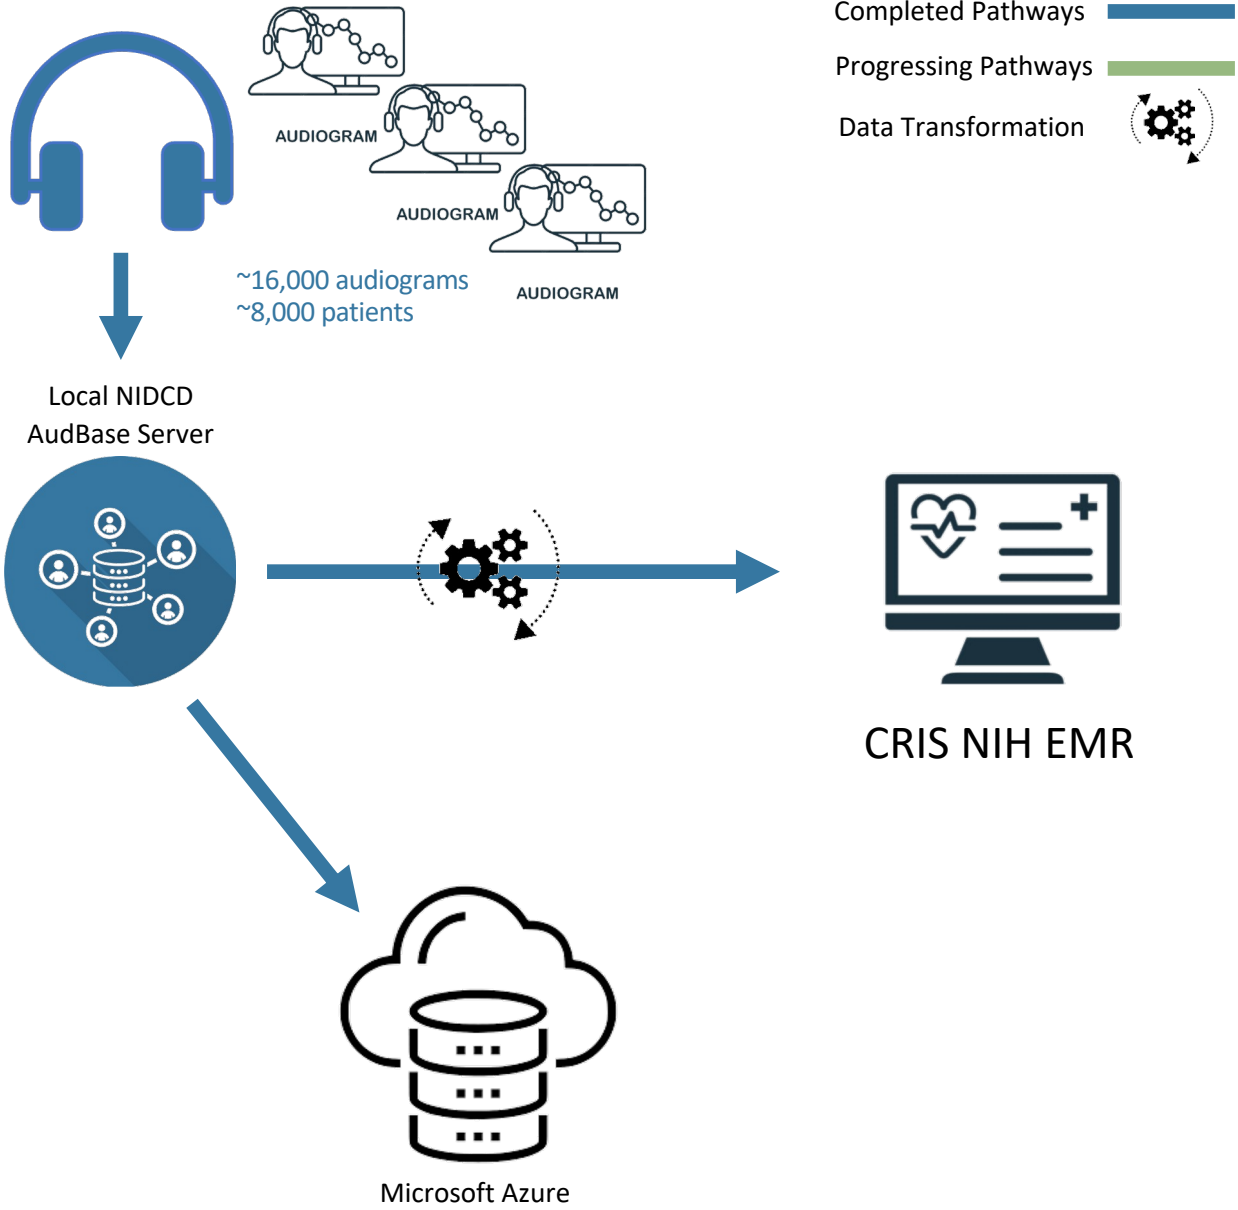 Completed Pathways
Progressing Pathways
Data Transformation
AUDIOGRAM
AUDIOGRAM
AUDIOGRAM
~16,000 audiograms
~8,000 patients
Local NIDCD
AudBase Server
CRIS NIH EMR
Microsoft Azure